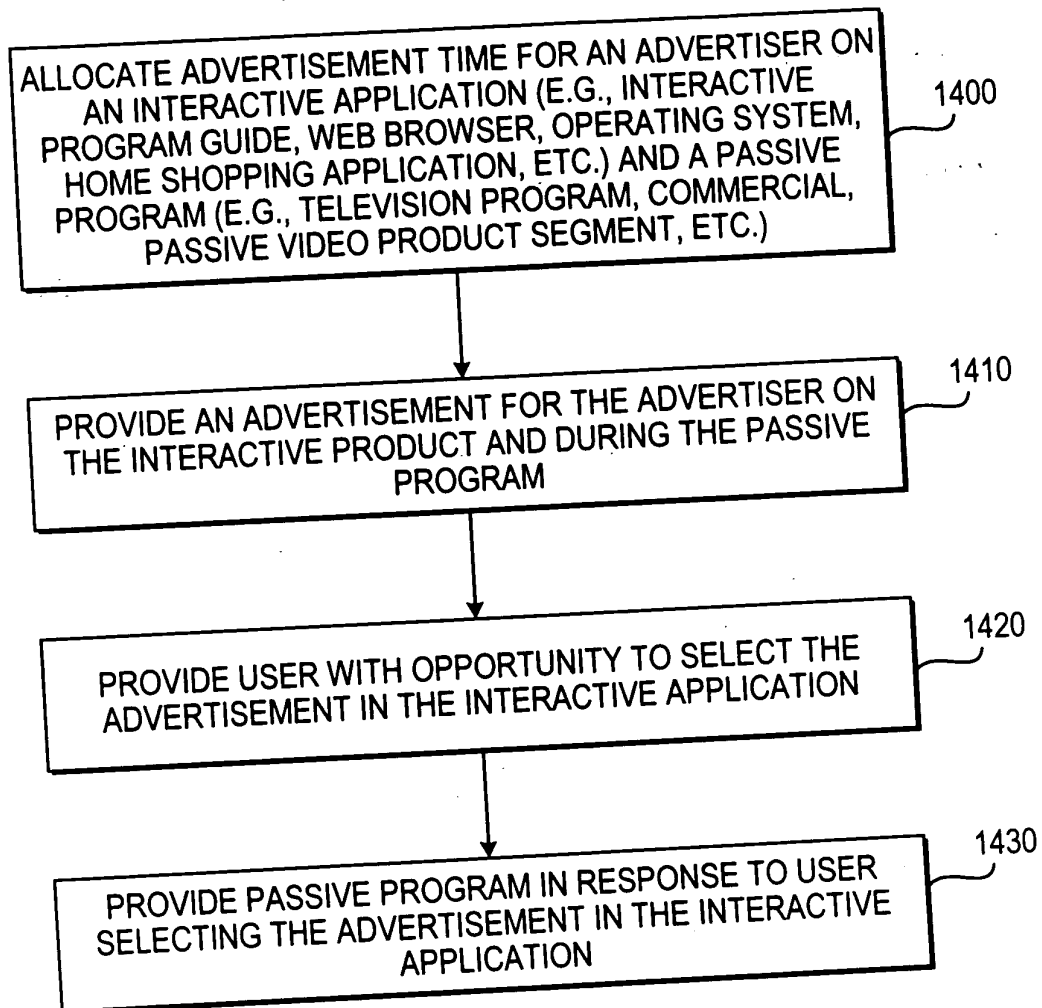 ALLOCATE ADVERTISEMENT TIME FOR AN ADVERTISER ON
AN INTERACTIVE APPLICATION (E.G., INTERACTIVE
PROGRAM GUIDE, WEB BROWSER, OPERATING SYSTEM,
HOME SHOPPING APPLICATION, ETC.) AND A PASSIVE
PROGRAM (E.G., TELEVISION PROGRAM, COMMERCIAL,
PASSIVE VIDEO PRODUCT SEGMENT, ETC.)
1400
PROVIDE AN ADVERTISEMENT FOR THE ADVERTISER ON
THE INTERACTIVE PRODUCT AND DURING THE PASSIVE
PROGRAM
1410
PROVIDE USER WITH OPPORTUNITY TO SELECT THE
ADVERTISEMENT IN THE INTERACTIVE APPLICATION
1420
PROVIDE PASSIVE PROGRAM IN RESPONSE TO USER
SELECTING THE ADVERTISEMENT IN THE INTERACTIVE
APPLICATION
1430